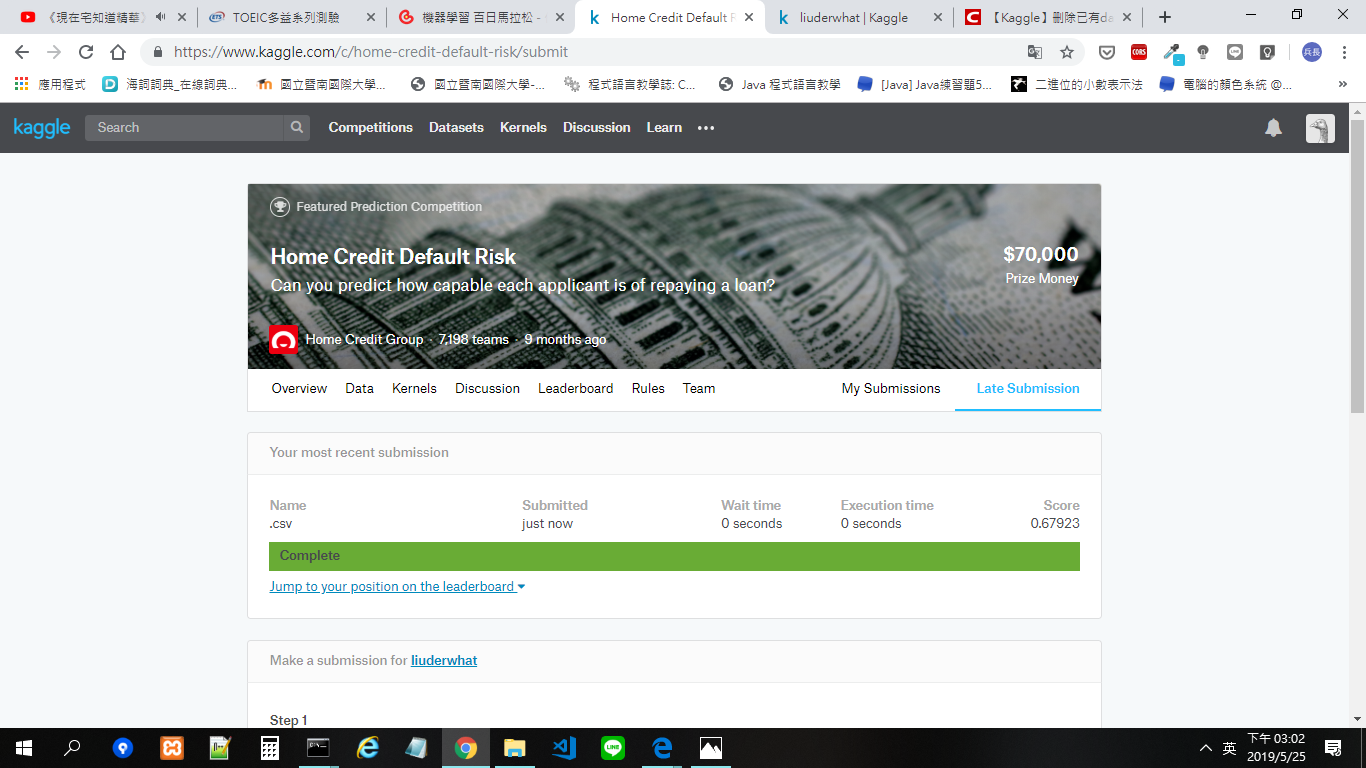 《現在宅知道精華》
TOEIC多益系列測驗
機器學習 百日馬拉松 -
Home Credit Default R
liuderwhat | Kaggle
【Kaggle】刪除已有da
https://www.kaggle.com/c/home-credit-default-risk/submit
CORS
兵長
應用程式
海詞詞典_在線詞典...
國立暨南國際大學...
國立暨南國際大學-...
程式語言教學誌: C...
Java 程式語言教學
[Java] Java練習題5...
二進位的小數表示法
電腦的顏色系統 @...
kaggle
Search
Competitions
Datasets
Kernels
Discussion
Learn
Featured Prediction Competition
Home Credit Default Risk
$70,000
Can you predict how capable each applicant is of repaying a loan?
Prize Money
Home Credit Group · 7,198 teams · 9 months ago
Overview
Data
Kernels
Discussion
Leaderboard
Rules
Team
My Submissions
Late Submission
Your most recent submission
Name
Submitted
Wait time
Execution time
Score
.csv
just now
0 seconds
0 seconds
0.67923
Complete
Jump to your position on the leaderboard
Make a submission for liuderwhat
Step 1
英
下午 03:02
2019/5/25